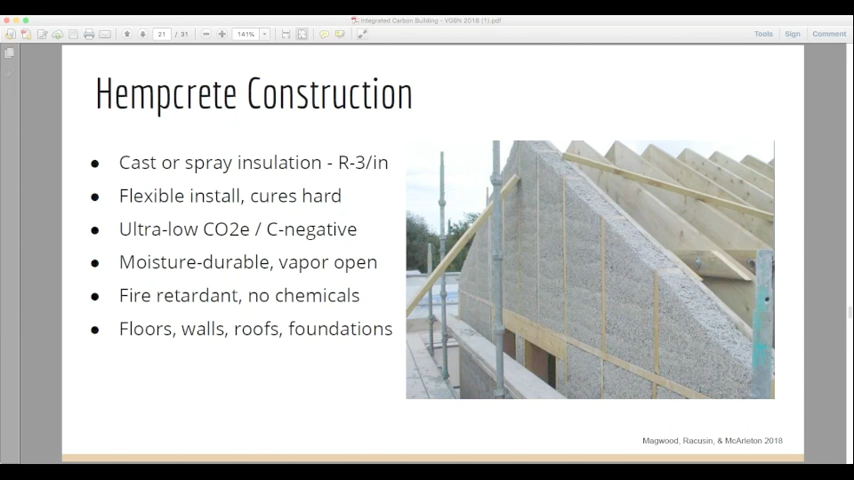 Integrated Carbon Building - VGBN 2018 (1).pdf
21 / 31
141%
Tools
Sign
Comment
Hempcrete Construction
● Cast or spray insulation - R-3/in
● Flexible install, cures hard
● Ultra-low CO2e / C-negative
● Moisture-durable, vapor open
● Fire retardant, no chemicals
● Floors, walls, roofs, foundations
Magwood, Racusin, & McArleton 2018